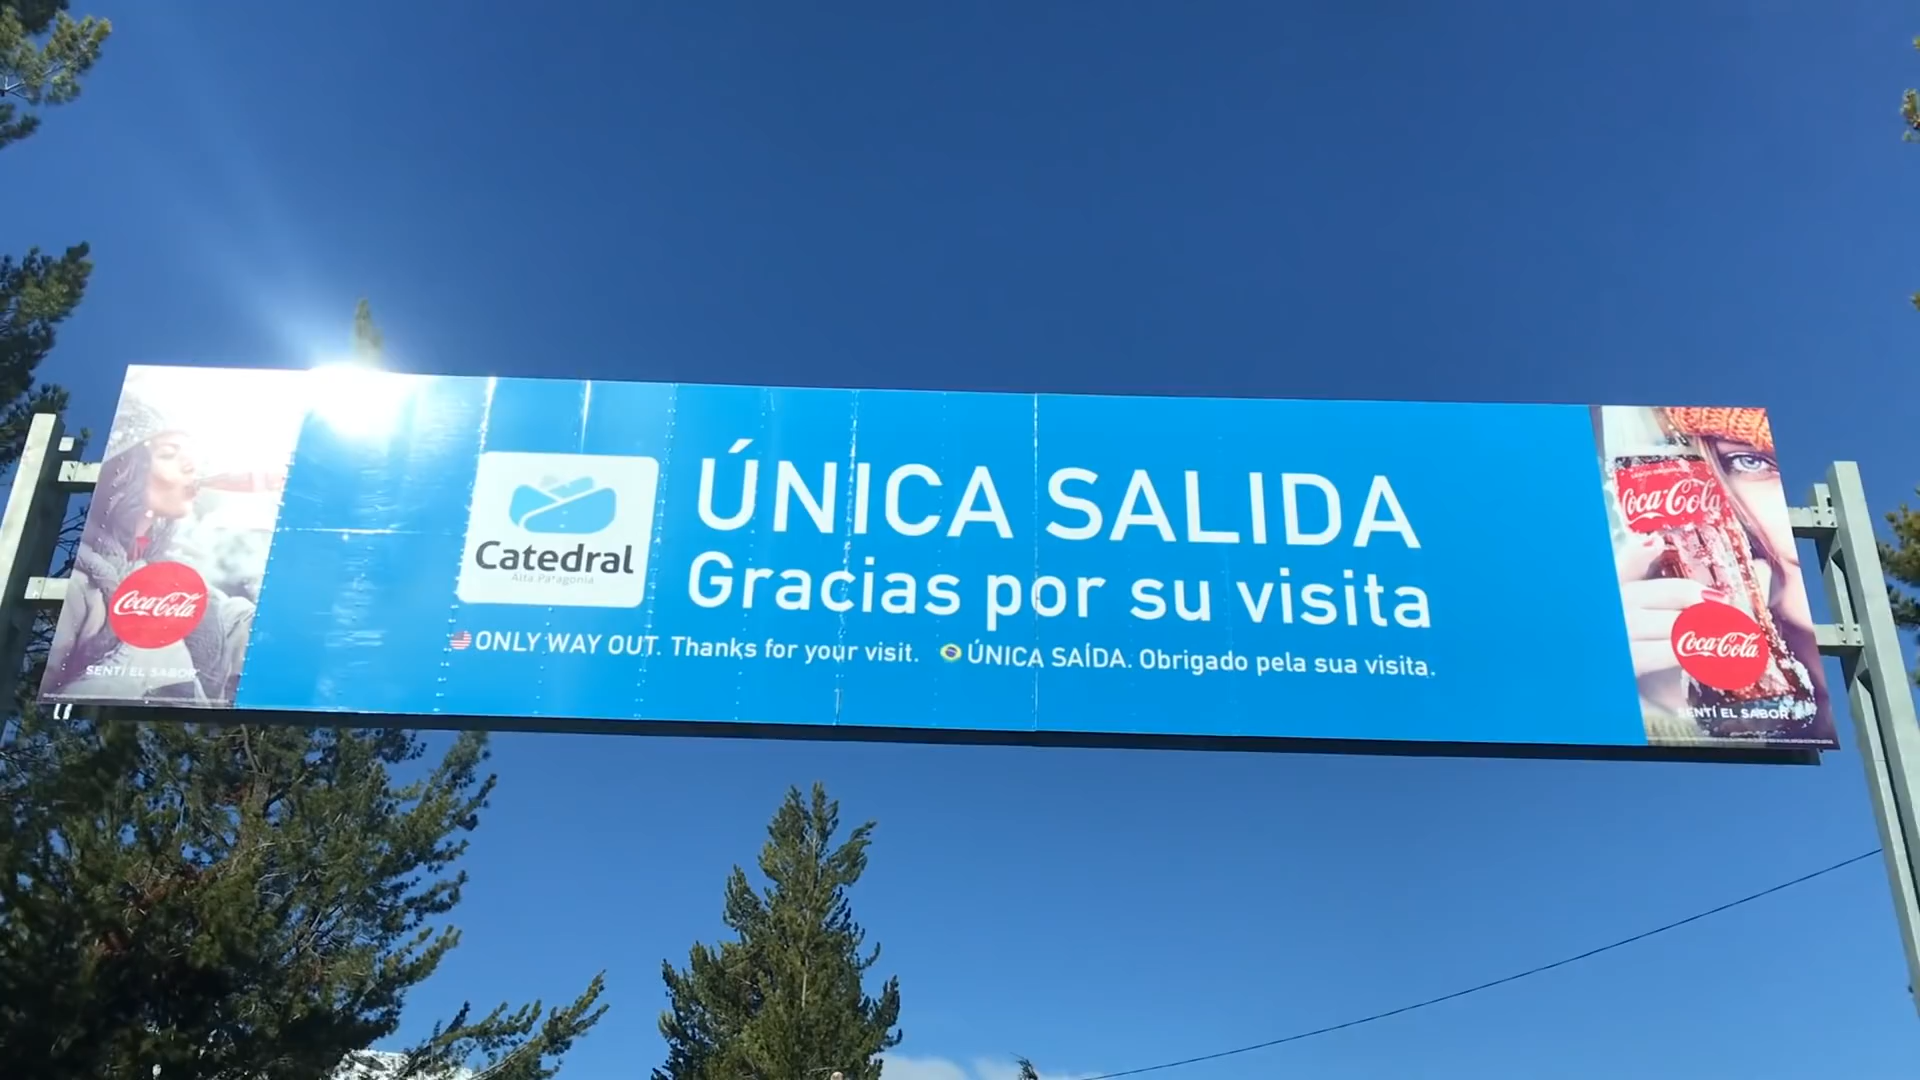 ÚNICA SALIDA
Gracias por su visita
Catedral
Alta Patagonia
ONLY WAY OUT. Thanks for your visit. ÚNICA SAÍDA. Obrigado pela sua visita.
Coca-Cola
SENTÍ EL SABOR
Coca-Cola
Coca-Cola
SENTÍ EL SABOR